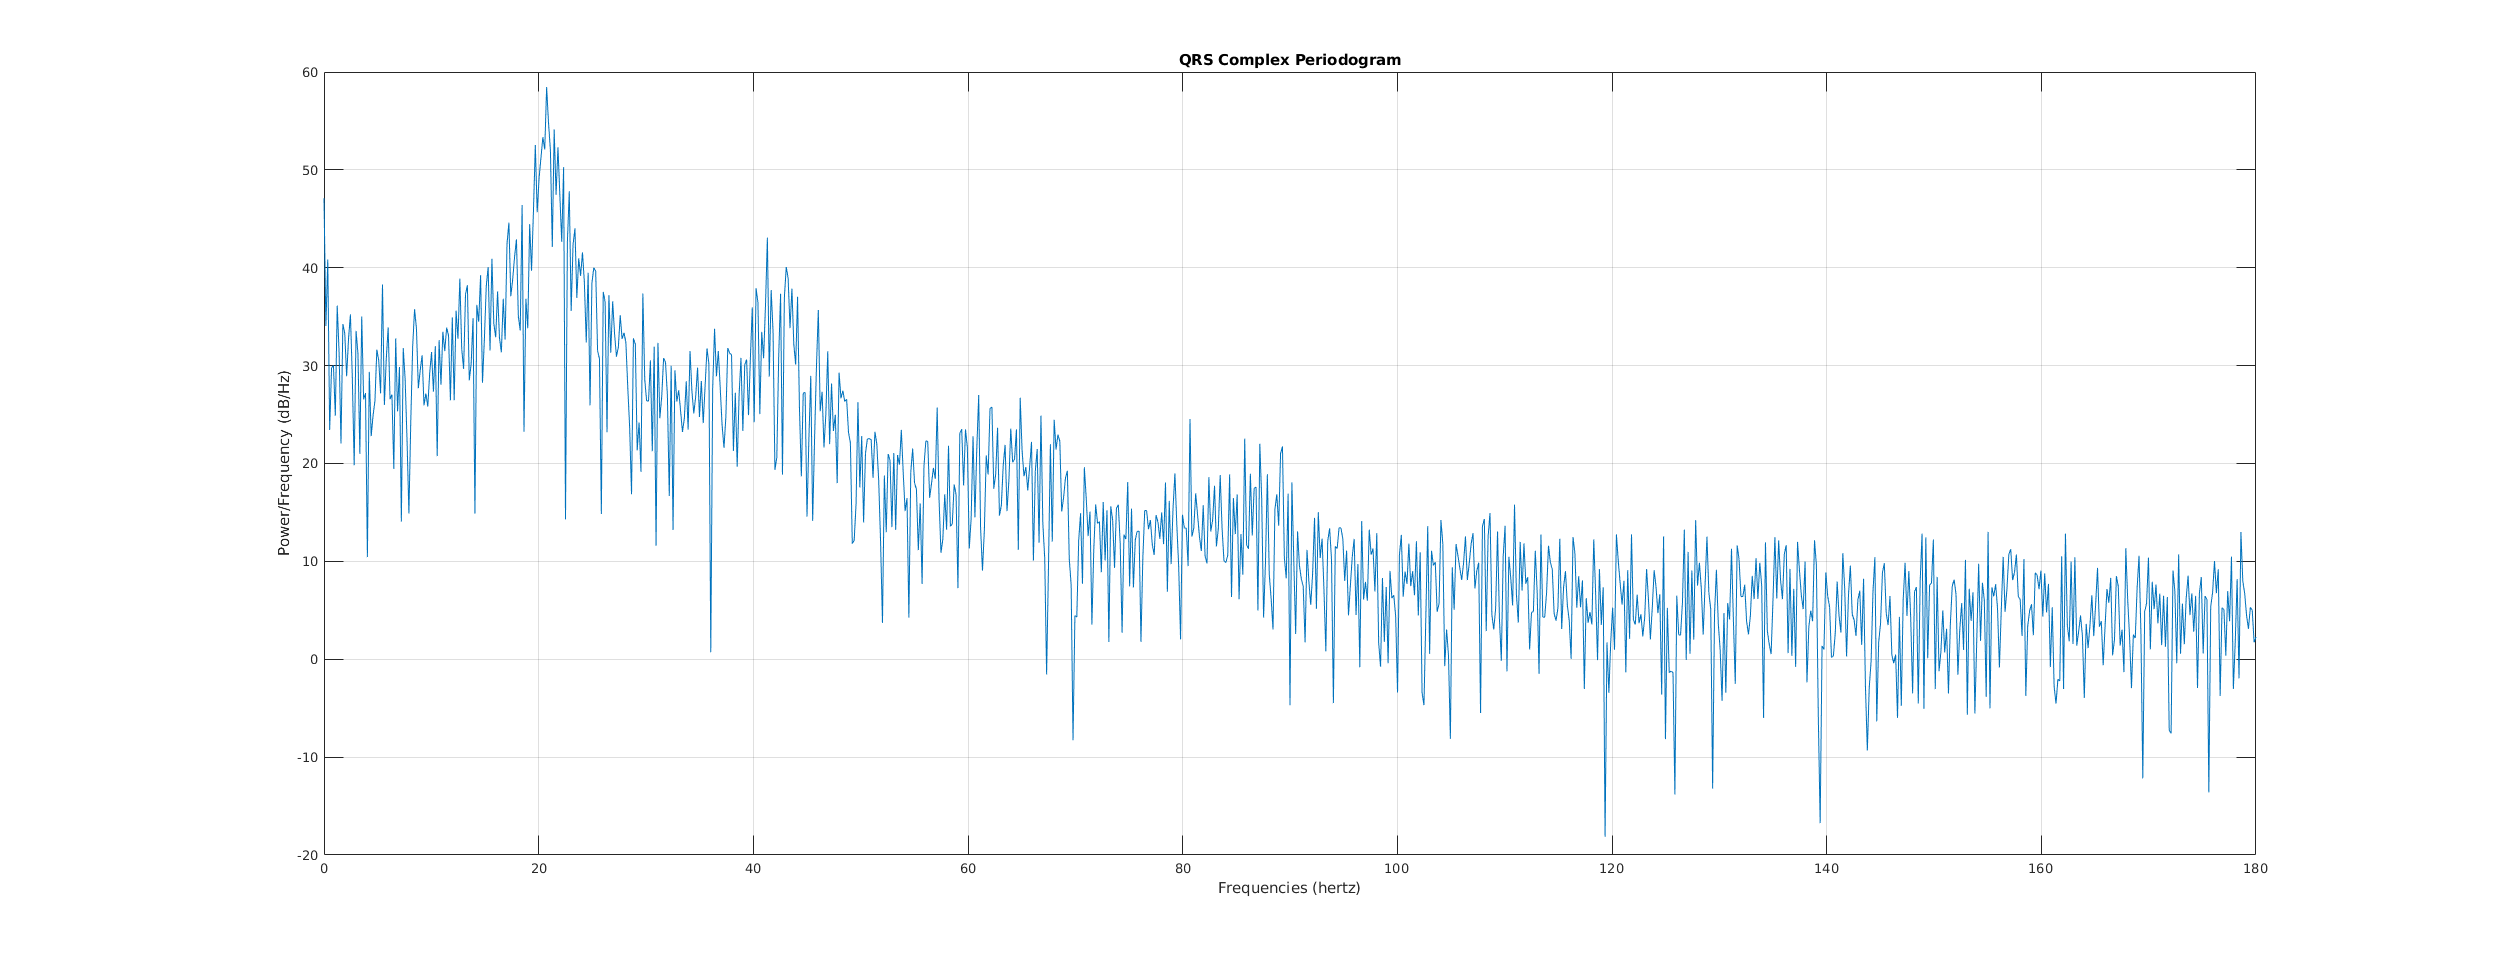 QRS Complex Periodogram
60
50
40
30
20
10
0
-10
-20
Power/Frequency (dB/Hz)
0 20 40 60 80 100 120 140 160 180
Frequencies (hertz)